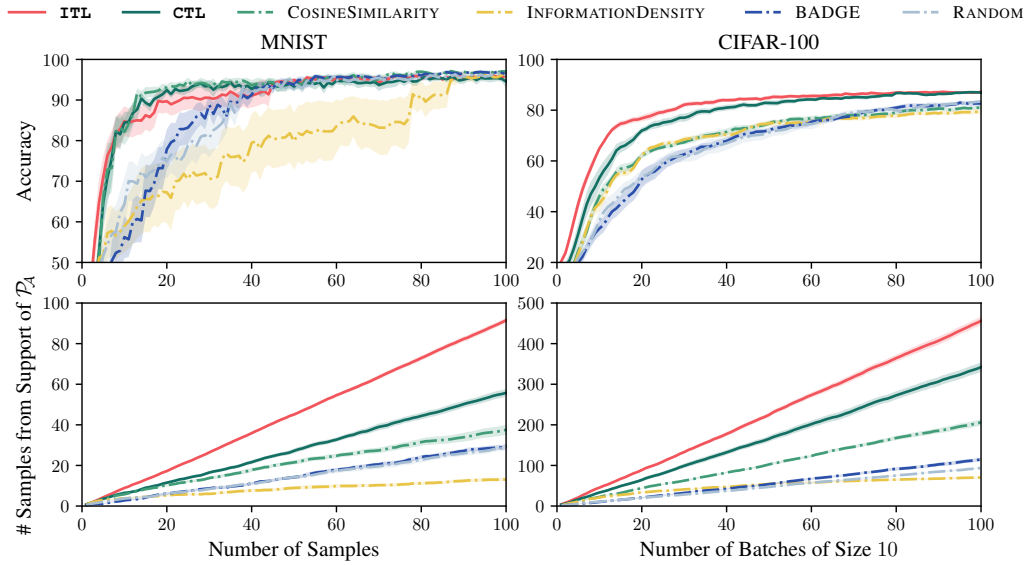 ITL CTL COSINESIMILARITY INFORMATIONDENSITY BADGE RANDOM
MNIST CIFAR-100
Accuracy
100
90
80
70
60
50
0 20 40 60 80 100
100
80
60
40
20
0 20 40 60 80 100
# Samples from Support of 𝒫_𝒜
100
80
60
40
20
0
0 20 40 60 80 100
500
400
300
200
100
0
0 20 40 60 80 100
Number of Samples Number of Batches of Size 10